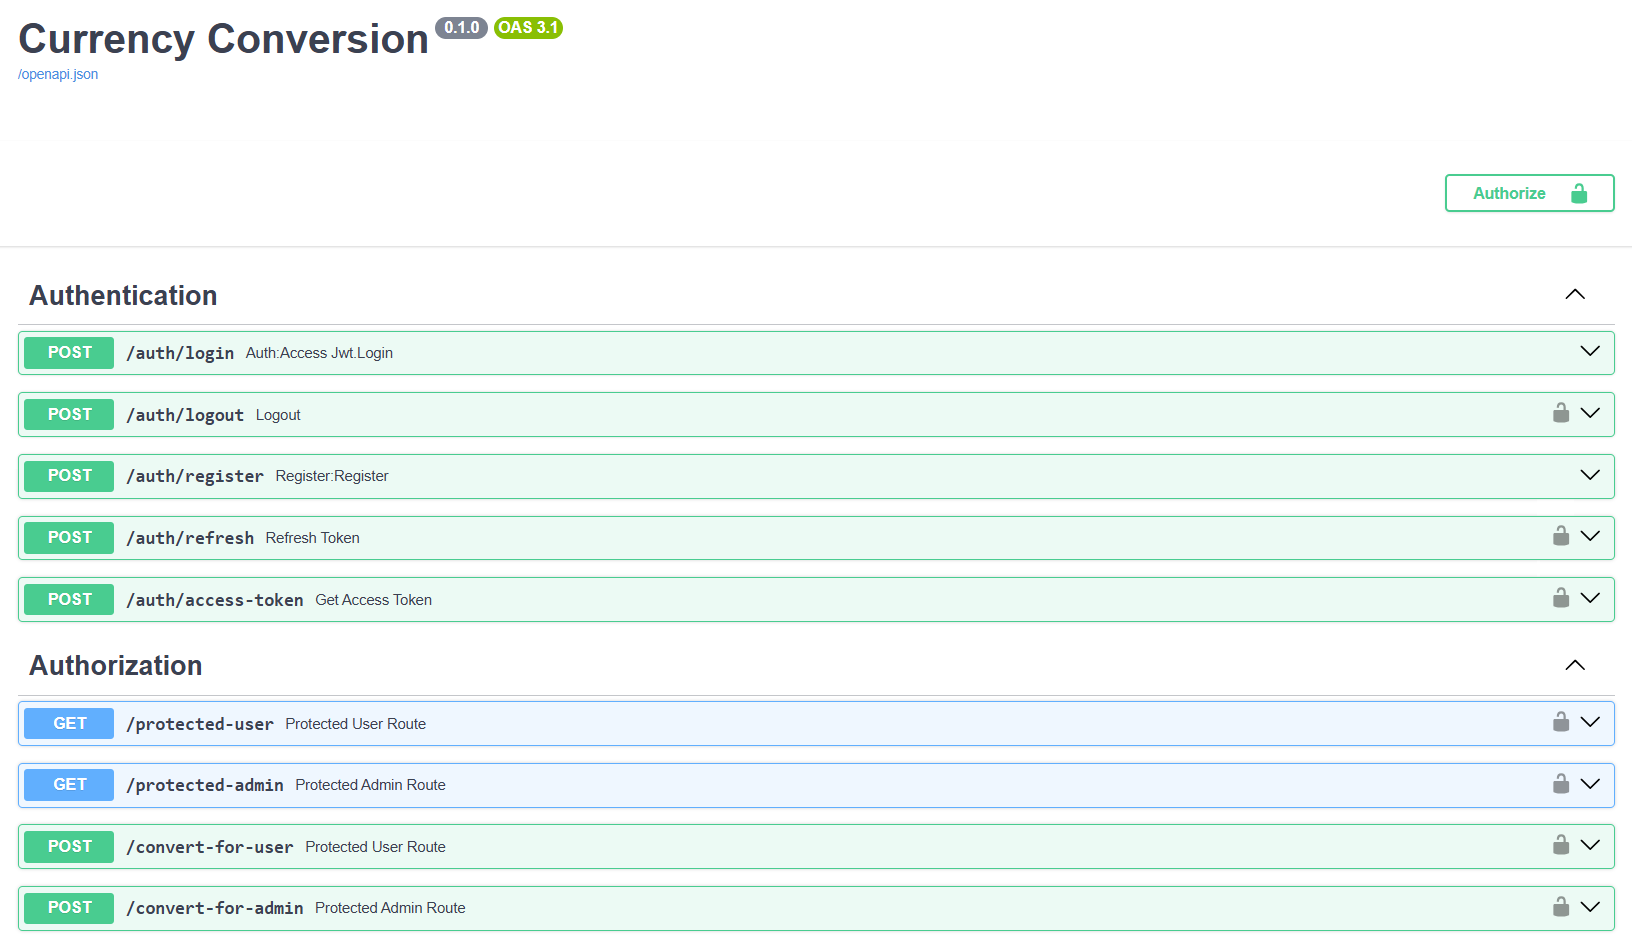 Currency Conversion 0.1.0 OAS 3.1
/openapi.json
Authorize
Authentication
POST /auth/login Auth:Access Jwt.Login
POST /auth/logout Logout
POST /auth/register Register:Register
POST /auth/refresh Refresh Token
POST /auth/access-token Get Access Token
Authorization
GET /protected-user Protected User Route
GET /protected-admin Protected Admin Route
POST /convert-for-user Protected User Route
POST /convert-for-admin Protected Admin Route